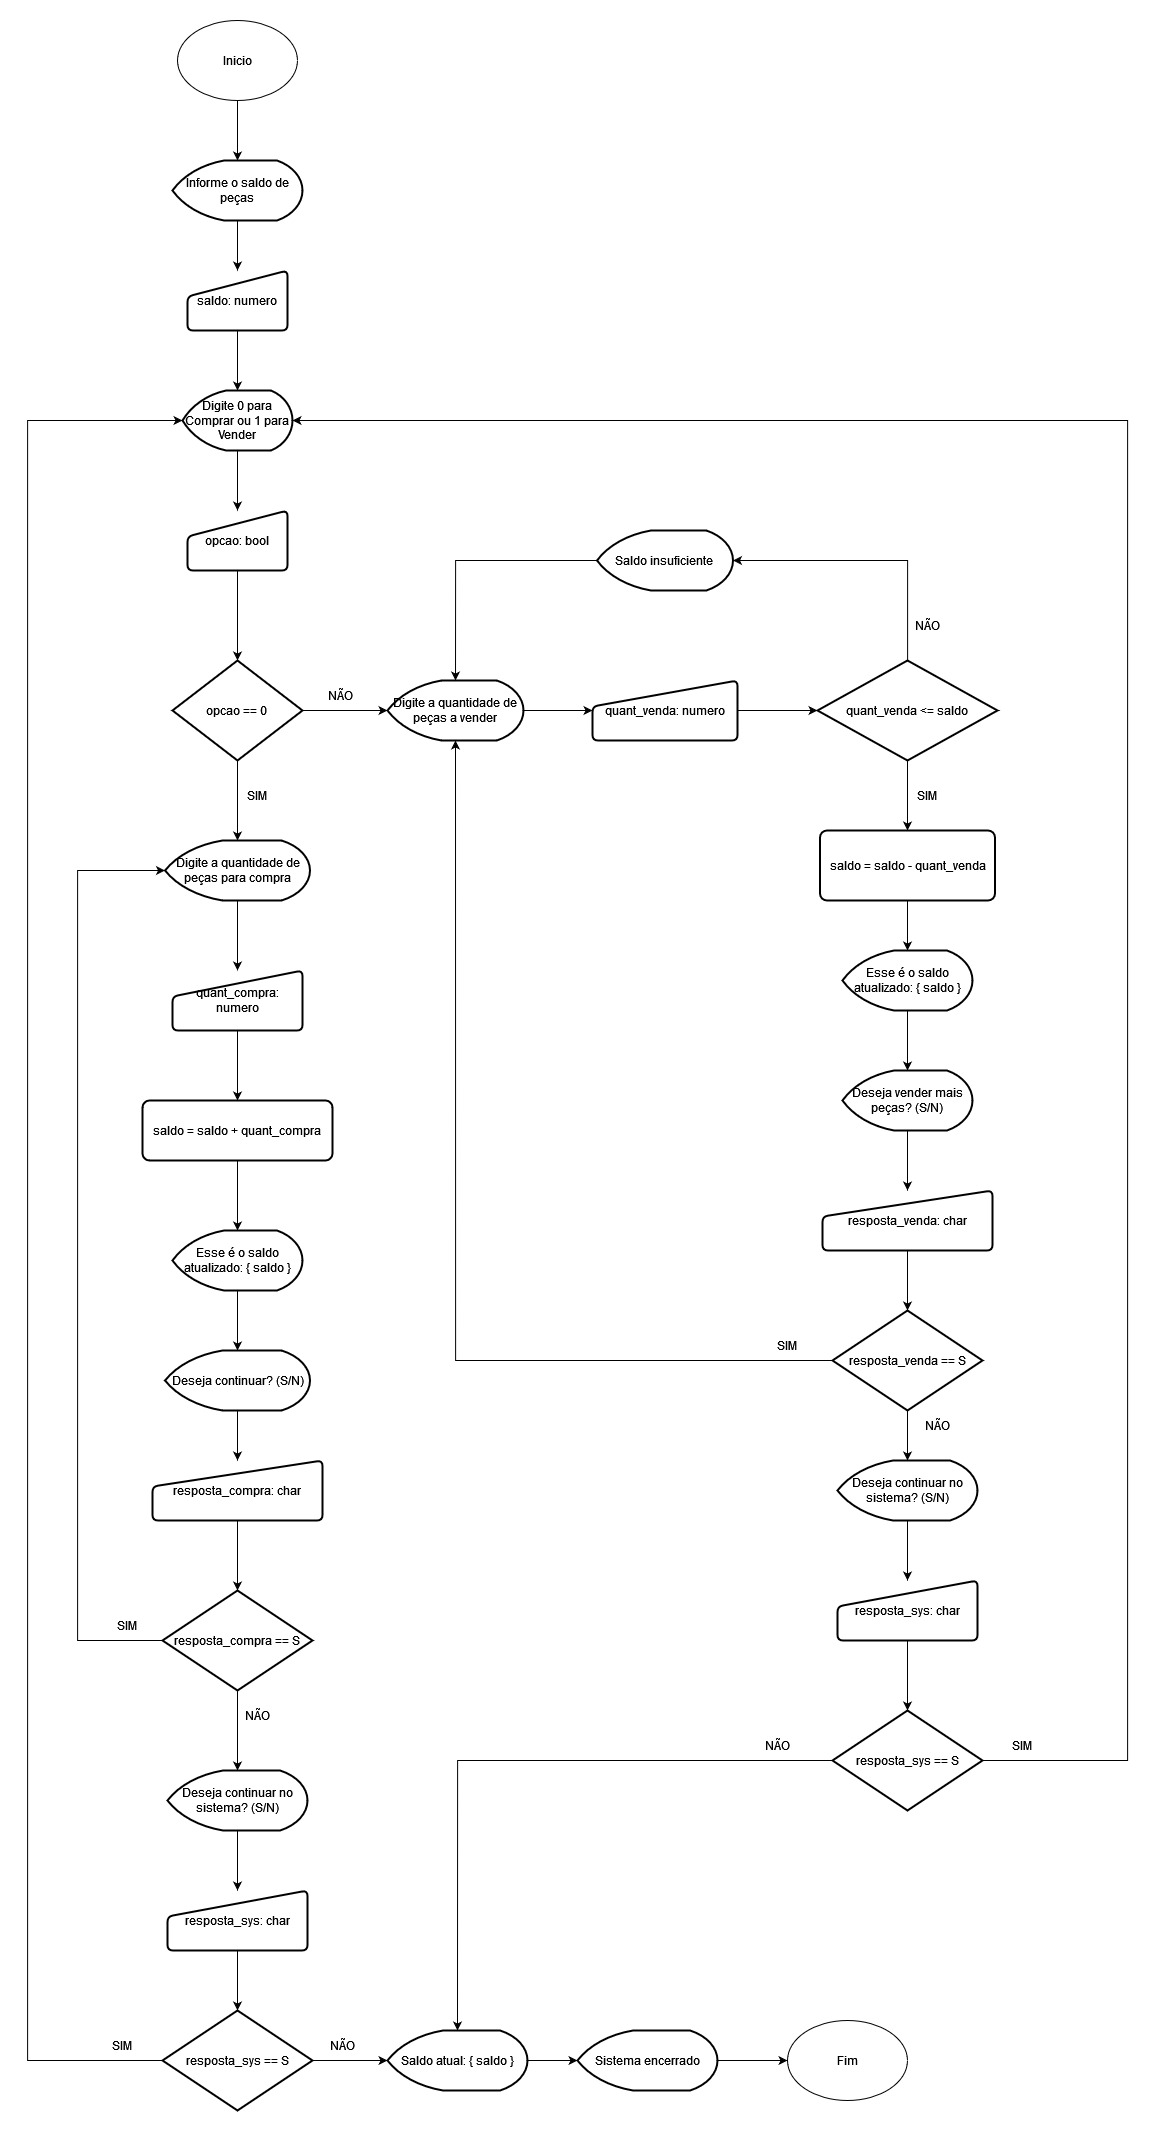 Inicio
Informe o saldo de
peças
saldo: numero
Digite 0 para
Comprar ou 1 para
Vender
opcao: bool
opcao == 0
NÃO
SIM
Digite a quantidade de
peças a vender
quant_venda: numero
quant_venda <= saldo
NÃO
Saldo insuficiente
SIM
saldo = saldo - quant_venda
Esse é o saldo
atualizado: { saldo }
Deseja vender mais
peças? (S/N)
resposta_venda: char
resposta_venda == S
SIM
NÃO
Deseja continuar no
sistema? (S/N)
resposta_sys: char
resposta_sys == S
SIM
NÃO
Digite a quantidade de
peças para compra
quant_compra:
numero
saldo = saldo + quant_compra
Esse é o saldo
atualizado: { saldo }
Deseja continuar? (S/N)
resposta_compra: char
resposta_compra == S
SIM
NÃO
Deseja continuar no
sistema? (S/N)
resposta_sys: char
resposta_sys == S
SIM
NÃO
Saldo atual: { saldo }
Sistema encerrado
Fim